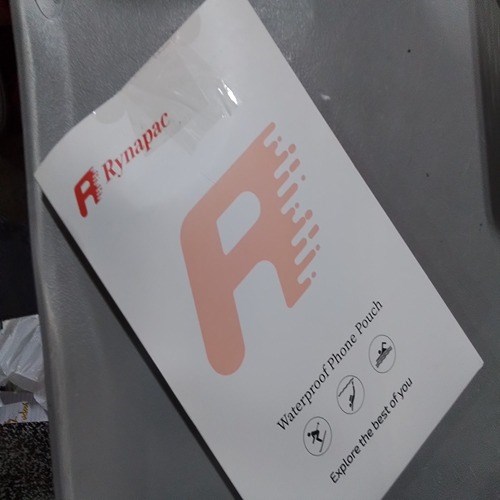 Rynapac
Waterproof Phone Pouch
Explore the best of you